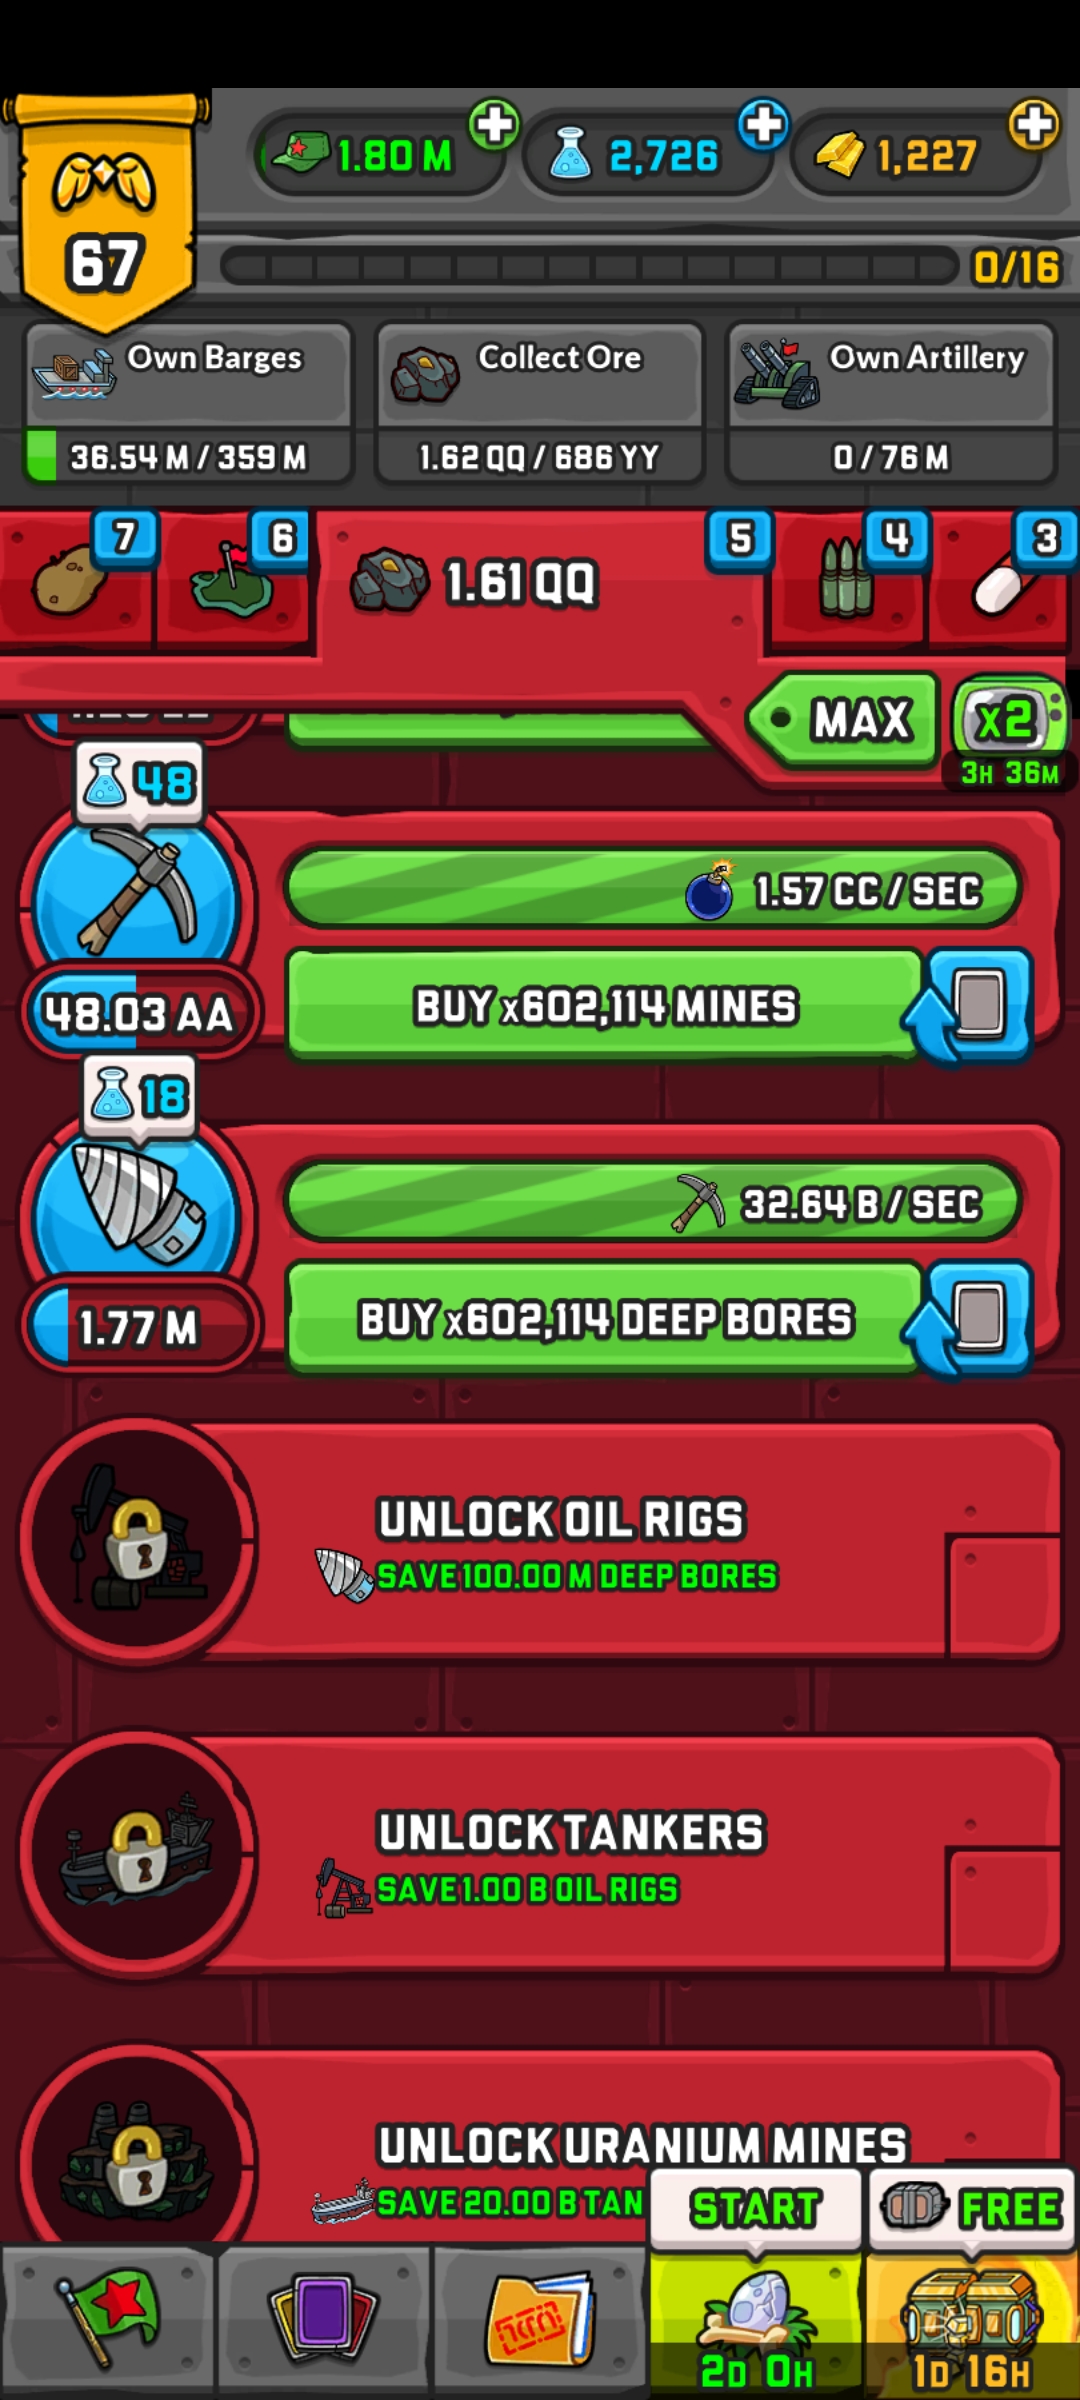 1.80 M
2,726
1,227
67
0/16
Own Barges
36.54 M / 359 M
Collect Ore
1.62 QQ / 686 YY
Own Artillery
0 / 76 M
7
6
1.61 QQ
5
4
3
MAX
x2
3H 36M
48
1.57 CC / SEC
48.03 AA
BUY x602,114 MINES
18
32.64 B / SEC
1.77 M
BUY x602,114 DEEP BORES
UNLOCK OIL RIGS
SAVE 100.00 M DEEP BORES
UNLOCK TANKERS
SAVE 1.00 B OIL RIGS
UNLOCK URANIUM MINES
SAVE 20.00 B TAN
START
FREE
2D 0H
1D 16H